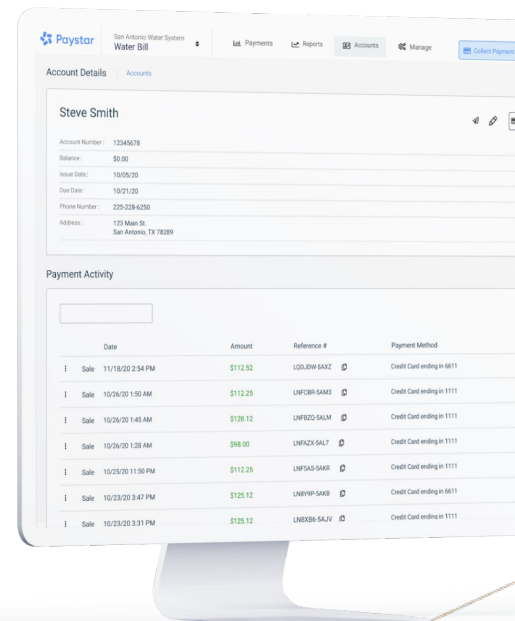 Paystar
San Antonio Water System
Water Bill
Payments
Reports
Accounts
Manage
Collect Payment
Account Details
Accounts
Steve Smith
Account Number: 12345678
Balance: $0.00
Issue Date: 10/05/20
Due Date: 10/21/20
Phone Number: 225-228-6250
Address: 123 Main St.
San Antonio, TX 78289
Payment Activity
Date Amount Reference # Payment Method
Sale 11/18/20 2:54 PM $112.52 LQDJDW-5AXZ Credit Card ending in 6611
Sale 10/26/20 1:50 AM $112.25 LNFCBR-5AM3 Credit Card ending in 1111
Sale 10/26/20 1:45 AM $128.12 LNFBZQ-5ALM Credit Card ending in 1111
Sale 10/26/20 1:28 AM $98.00 LNFAZX-5AL7 Credit Card ending in 1111
Sale 10/25/20 11:50 PM $112.25 LNF5AS-5AKR Credit Card ending in 1111
Sale 10/23/20 3:47 PM $125.12 LNBY9P-5AKB Credit Card ending in 6611
Sale 10/23/20 3:31 PM $125.12 LNBXB6-5AJV Credit Card ending in 1111